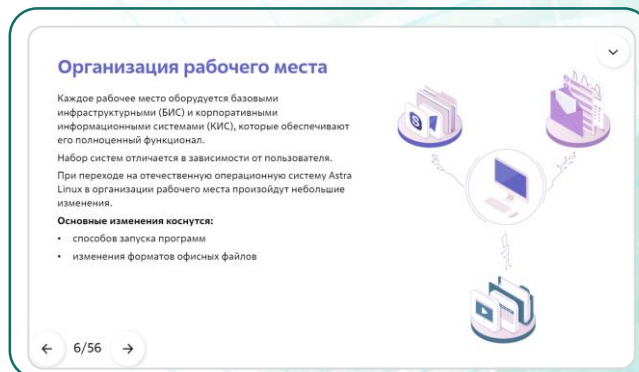 Организация рабочего места
Каждое рабочее место оборудуется базовыми
инфраструктурными (БИС) и корпоративными
информационными системами (КИС), которые обеспечивают
его полноценный функционал.
Набор систем отличается в зависимости от пользователя.
При переходе на отечественную операционную систему Astra
Linux в организации рабочего места произойдут небольшие
изменения.
Основные изменения коснутся:
• способов запуска программ
• изменения форматов офисных файлов
6/56